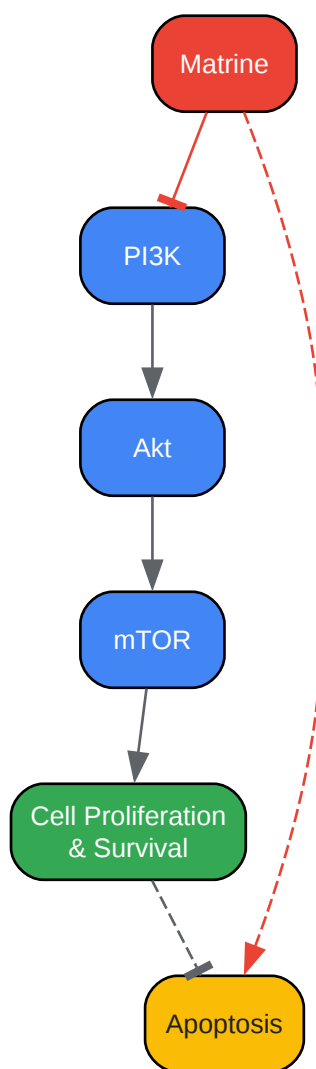 Matrine
PI3K
Akt
mTOR
Cell Proliferation
& Survival
Apoptosis